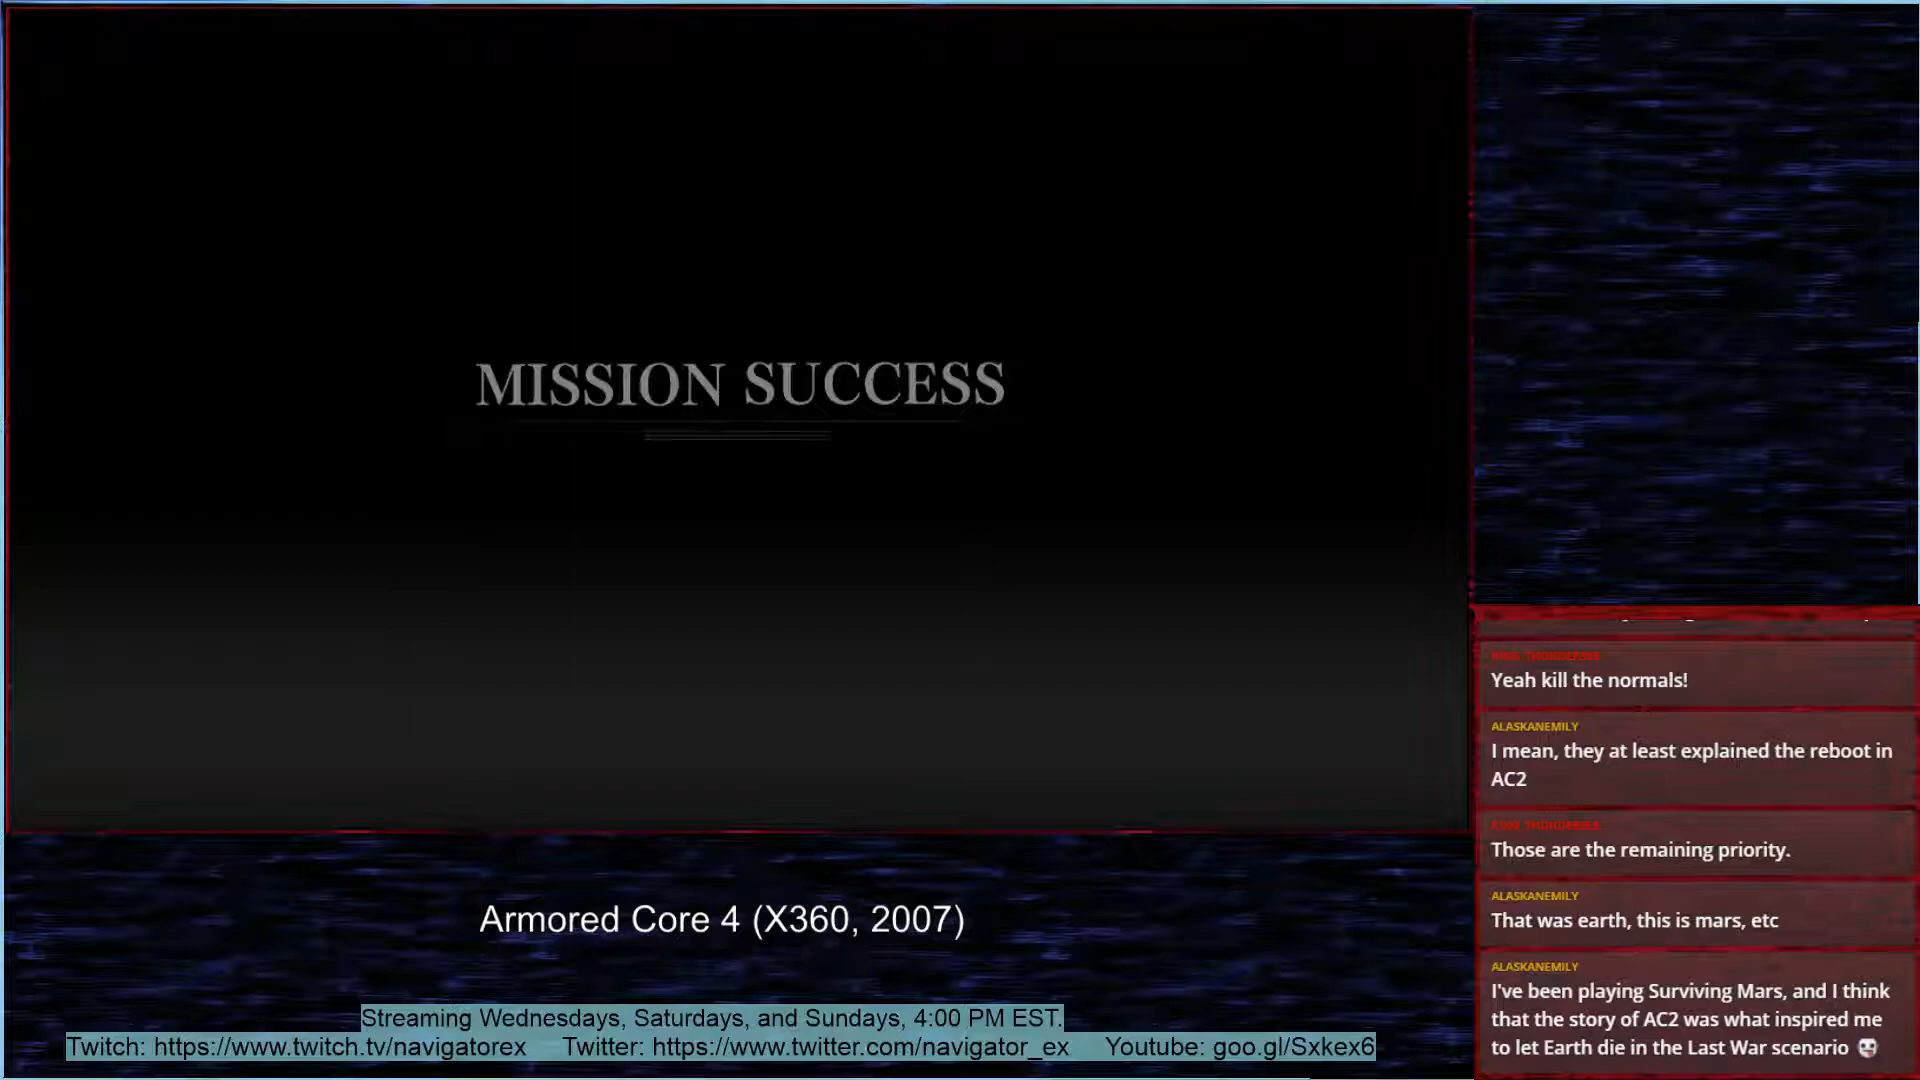 MISSION SUCCESS
Yeah kill the normals!
ALASKANEMILY
I mean, they at least explained the reboot in
AC2
Those are the remaining priority.
ALASKANEMILY
That was earth, this is mars, etc
ALASKANEMILY
I've been playing Surviving Mars, and I think
that the story of AC2 was what inspired me
to let Earth die in the Last War scenario
Armored Core 4 (X360, 2007)
Streaming Wednesdays, Saturdays, and Sundays, 4:00 PM EST.
Twitch: https://www.twitch.tv/navigatorex Twitter: https://www.twitter.com/navigator_ex Youtube: goo.gl/Sxkex6